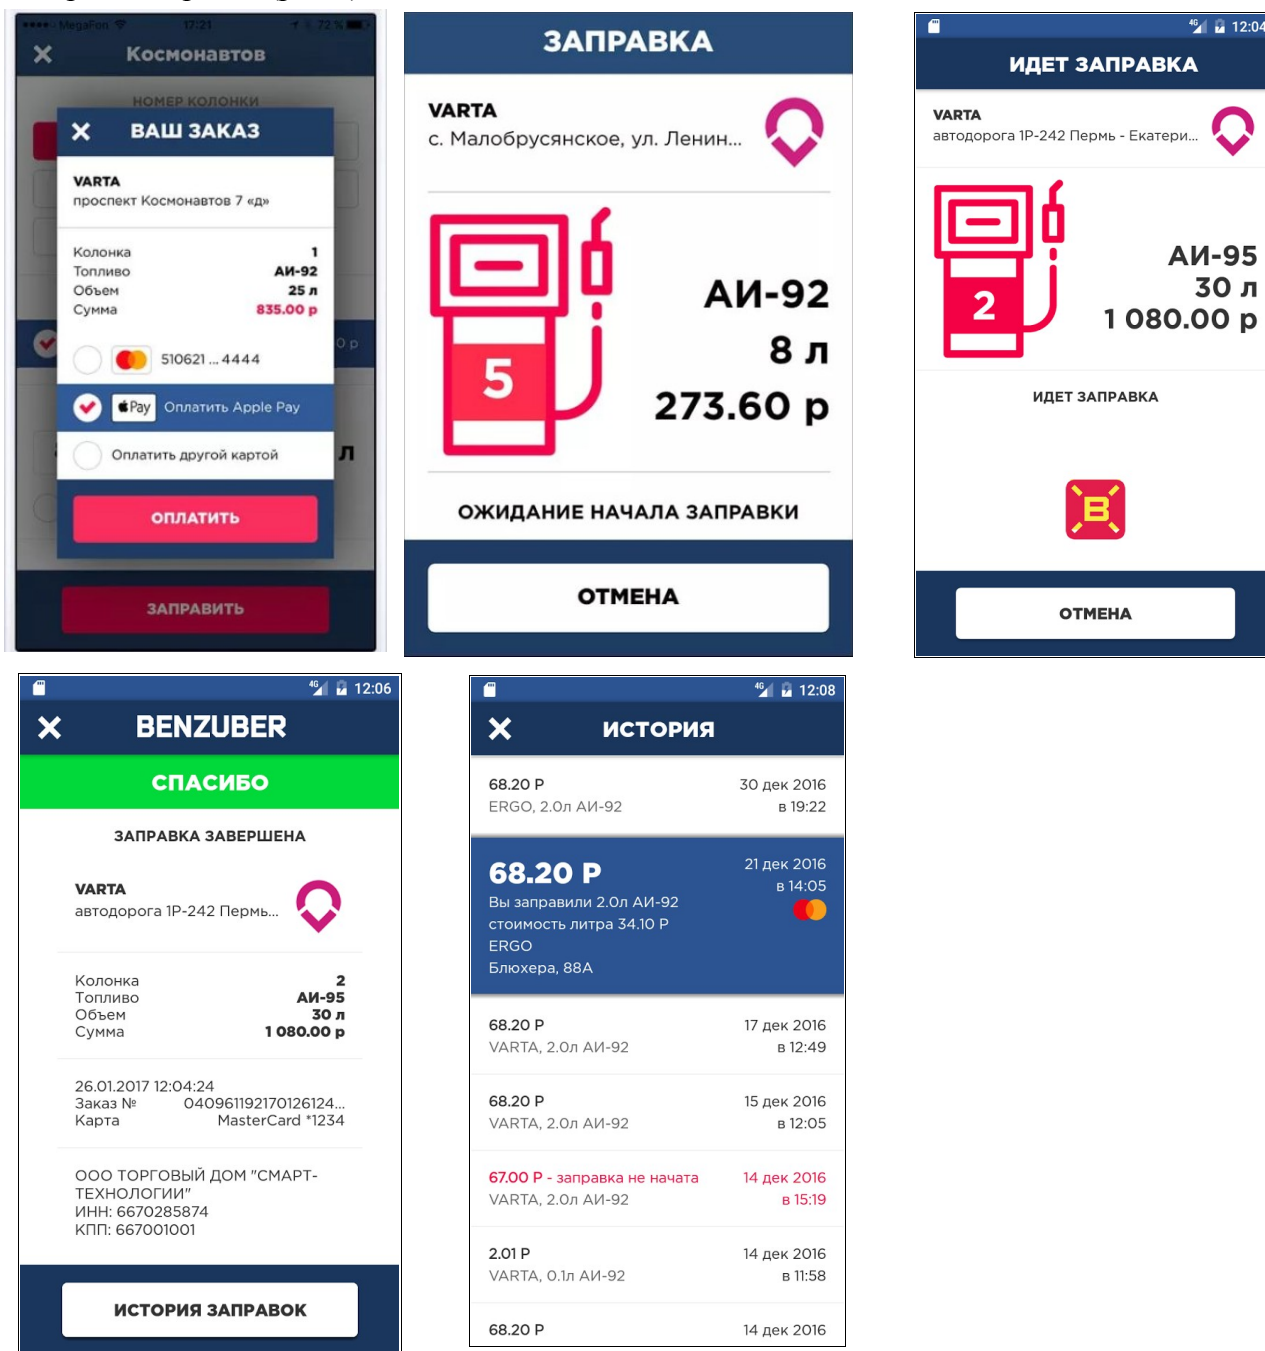 MegaFon 17:21 72 %
Космонавтов
НОМЕР КОЛОНКИ
ВАШ ЗАКАЗ
VARTA
проспект Космонавтов 7 «д»
Колонка 1
Топливо АИ-92
Объем 25 л
Сумма 835.00 р
0 р
510621 ... 4444
Pay Оплатить Apple Pay
Оплатить другой картой
Л
ОПЛАТИТЬ
ЗАПРАВИТЬ
ЗАПРАВКА
VARTA
с. Малобрусянское, ул. Ленин...
АИ-92
8 л
5
273.60 р
ОЖИДАНИЕ НАЧАЛА ЗАПРАВКИ
ОТМЕНА
4G 12:04
ИДЕТ ЗАПРАВКА
VARTA
автодорога 1Р-242 Пермь - Екатери...
АИ-95
30 л
2
1 080.00 р
ИДЕТ ЗАПРАВКА
B
ОТМЕНА
4G 12:06
BENZUBER
СПАСИБО
ЗАПРАВКА ЗАВЕРШЕНА
VARTA
автодорога 1Р-242 Пермь...
Колонка 2
Топливо АИ-95
Объем 30 л
Сумма 1 080.00 р
26.01.2017 12:04:24
Заказ № 040961192170126124...
Карта MasterCard *1234
ООО ТОРГОВЫЙ ДОМ "СМАРТ-
ТЕХНОЛОГИИ"
ИНН: 6670285874
КПП: 667001001
ИСТОРИЯ ЗАПРАВОК
4G 12:08
ИСТОРИЯ
68.20 Р 30 дек 2016
ERGO, 2.0л АИ-92 в 19:22
68.20 Р 21 дек 2016
в 14:05
Вы заправили 2.0л АИ-92
стоимость литра 34.10 Р
ERGO
Блюхера, 88А
68.20 Р 17 дек 2016
VARTA, 2.0л АИ-92 в 12:49
68.20 Р 15 дек 2016
VARTA, 2.0л АИ-92 в 12:05
67.00 Р - заправка не начата 14 дек 2016
VARTA, 2.0л АИ-92 в 15:19
2.01 Р 14 дек 2016
VARTA, 0.1л АИ-92 в 11:58
68.20 Р 14 дек 2016